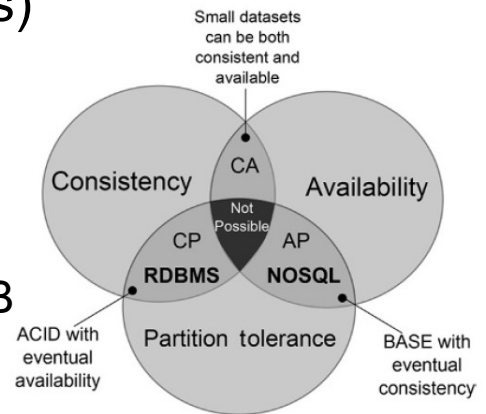 s)
Small datasets
can be both
consistent and
available
CA
Consistency
Availability
Not
Possible
CP
AP
RDBMS
NOSQL
B
Partition tolerance
ACID with
eventual
availability
BASE with
eventual
consistency